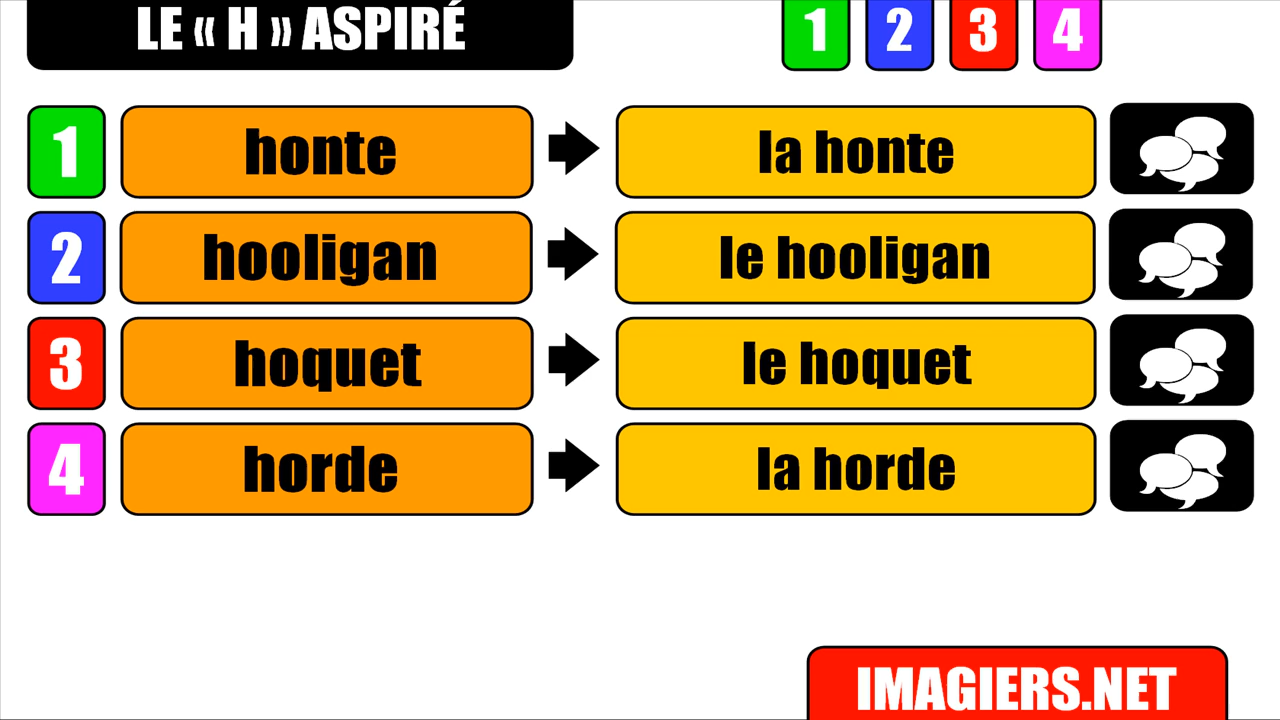 LE « H » ASPIRÉ
1 2 3 4
1 honte la honte
2 hooligan le hooligan
3 hoquet le hoquet
4 horde la horde
IMAGIERS.NET